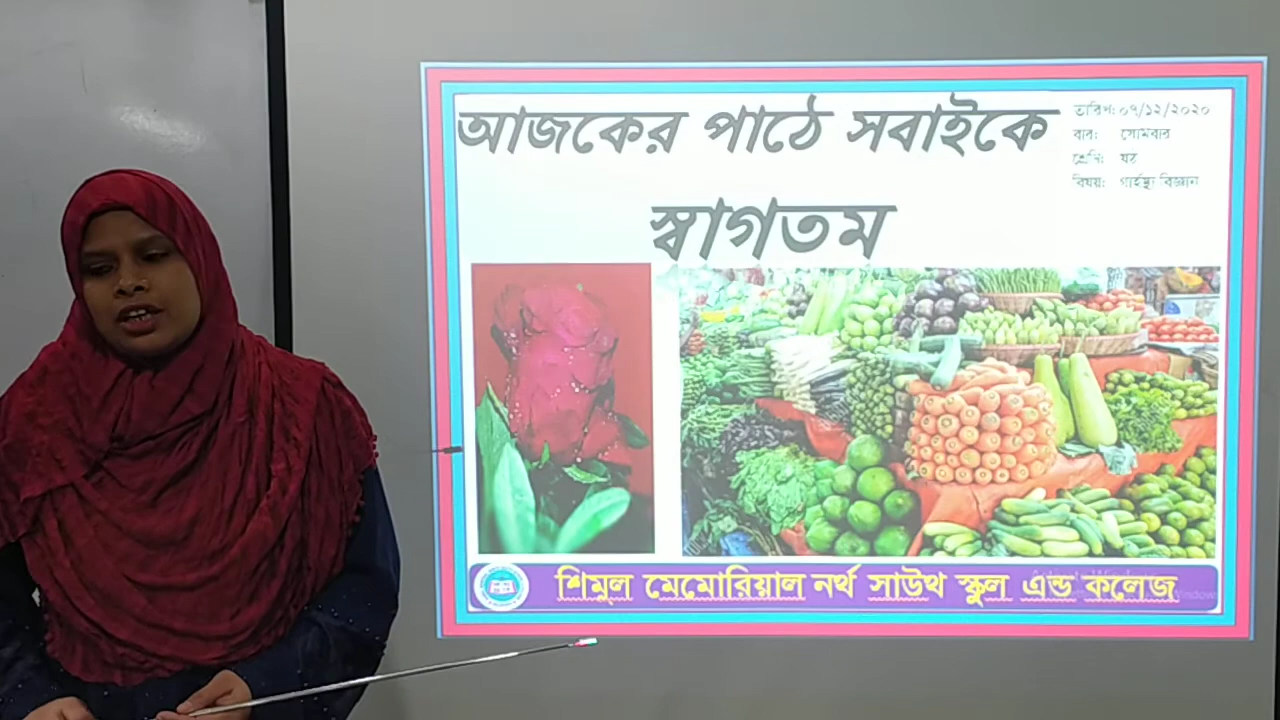 আজকের পাঠে সবাইকে
স্বাগতম
তারিখ: ০৭/১২/২০২০
বার: সোমবার
শ্রেণি: ষষ্ঠ
বিষয়: গার্হস্থ্য বিজ্ঞান
শিমুল মেমোরিয়াল নর্থ সাউথ স্কুল এন্ড কলেজ